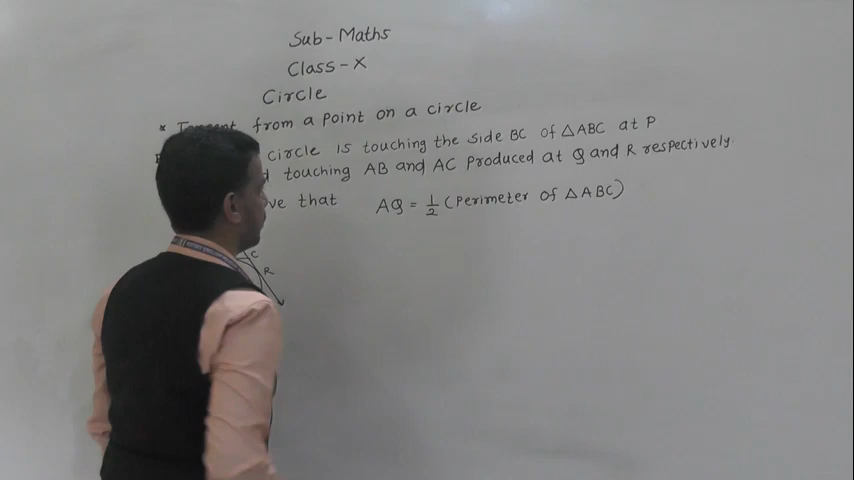 Sub-Maths
Class-X
Circle
* Tangent from a point on a circle
circle is touching the side BC of △ABC at P
touching AB and AC produced at Q and R respectively.
that AQ = 1/2 (Perimeter of △ABC)
C
R